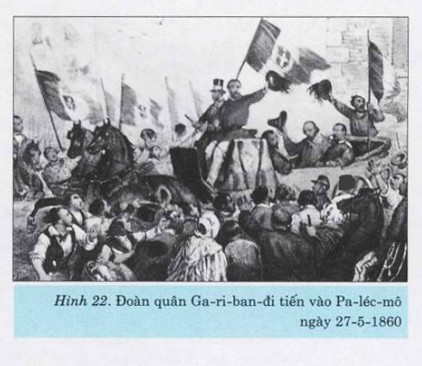 Hình 22. Đoàn quân Ga-ri-ban-đi tiến vào Pa-léc-mô
ngày 27-5-1860